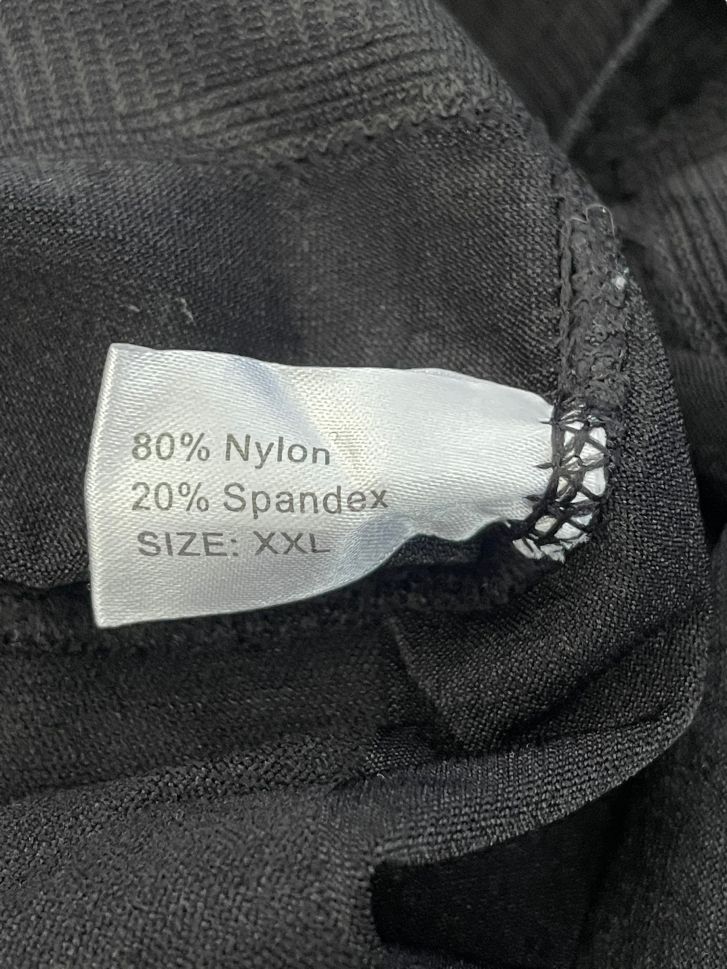 80% Nylon
20% Spandex
SIZE: XXL